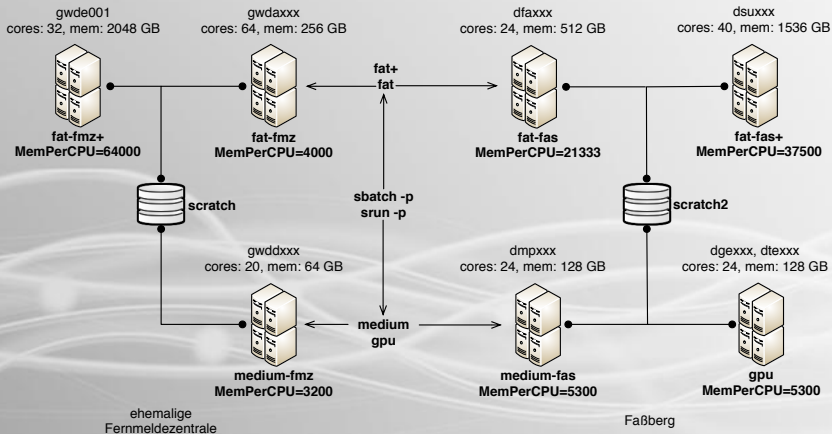 gwde001
cores: 32, mem: 2048 GB
gwdaxxx
cores: 64, mem: 256 GB
dfaxxx
cores: 24, mem: 512 GB
dsuxxx
cores: 40, mem: 1536 GB
fat+
fat
fat-fmz+
MemPerCPU=64000
fat-fmz
MemPerCPU=4000
fat-fas
MemPerCPU=21333
fat-fas+
MemPerCPU=37500
scratch
sbatch -p
srun -p
scratch2
gwddxxx
cores: 20, mem: 64 GB
dmpxxx
cores: 24, mem: 128 GB
dgexxx, dtexxx
cores: 24, mem: 128 GB
medium
gpu
medium-fmz
MemPerCPU=3200
medium-fas
MemPerCPU=5300
gpu
MemPerCPU=5300
ehemalige
Fernmeldezentrale
Faßberg